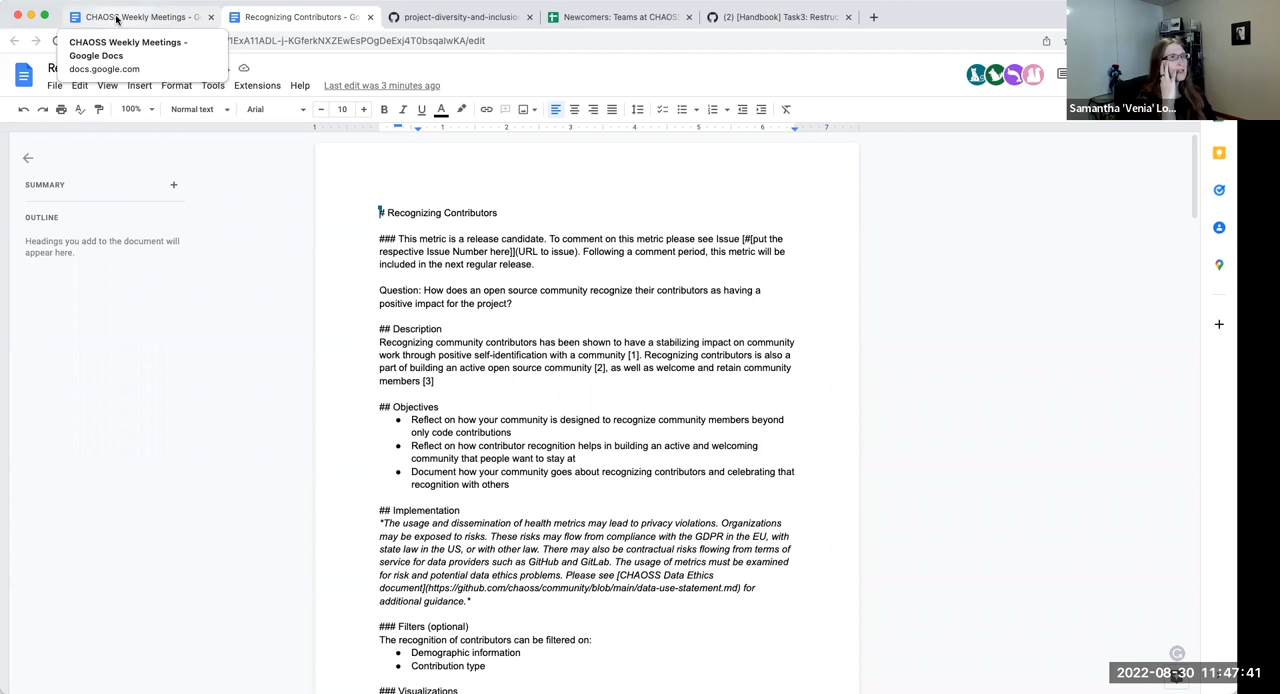 CHAOSS Weekly Meetings - Go
Recognizing Contributors - Go
project-diversity-and-inclusion
Newcomers: Teams at CHAOSS
(2) [Handbook] Task3: Restruc
CHAOSS Weekly Meetings -
Google Docs
docs.google.com
1ExA11ADL-j-KGferkNXZEwEsPOgDeExj4T0bsqaIwKA/edit
Re
File Edit View Insert Format Tools Extensions Help Last edit was 3 minutes ago
100% Normal text Arial 10 B I U A
1 1 2 3 4 5 6 7
Samantha 'Venia' Lo...
SUMMARY
OUTLINE
Headings you add to the document will
appear here.
# Recognizing Contributors
### This metric is a release candidate. To comment on this metric please see Issue [#[put the
respective Issue Number here]](URL to issue). Following a comment period, this metric will be
included in the next regular release.
Question: How does an open source community recognize their contributors as having a
positive impact for the project?
## Description
Recognizing community contributors has been shown to have a stabilizing impact on community
work through positive self-identification with a community [1]. Recognizing contributors is also a
part of building an active open source community [2], as well as welcome and retain community
members [3]
## Objectives
● Reflect on how your community is designed to recognize community members beyond
only code contributions
● Reflect on how contributor recognition helps in building an active and welcoming
community that people want to stay at
● Document how your community goes about recognizing contributors and celebrating that
recognition with others
## Implementation
*The usage and dissemination of health metrics may lead to privacy violations. Organizations
may be exposed to risks. These risks may flow from compliance with the GDPR in the EU, with
state law in the US, or with other law. There may also be contractual risks flowing from terms of
service for data providers such as GitHub and GitLab. The usage of metrics must be examined
for risk and potential data ethics problems. Please see [CHAOSS Data Ethics
document](https://github.com/chaoss/community/blob/main/data-use-statement.md) for
additional guidance.*
### Filters (optional)
The recognition of contributors can be filtered on:
● Demographic information
● Contribution type
### Visualizations
2022-08-30 11:47:41